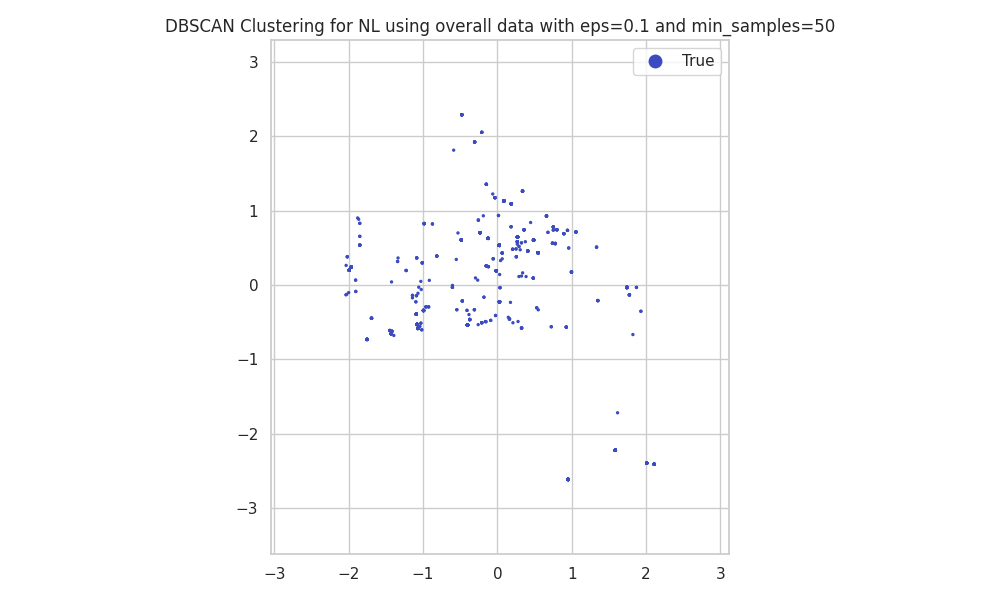 DBSCAN Clustering for NL using overall data with eps=0.1 and min_samples=50
True
3
2
1
0
−1
−2
−3
−3 −2 −1 0 1 2 3